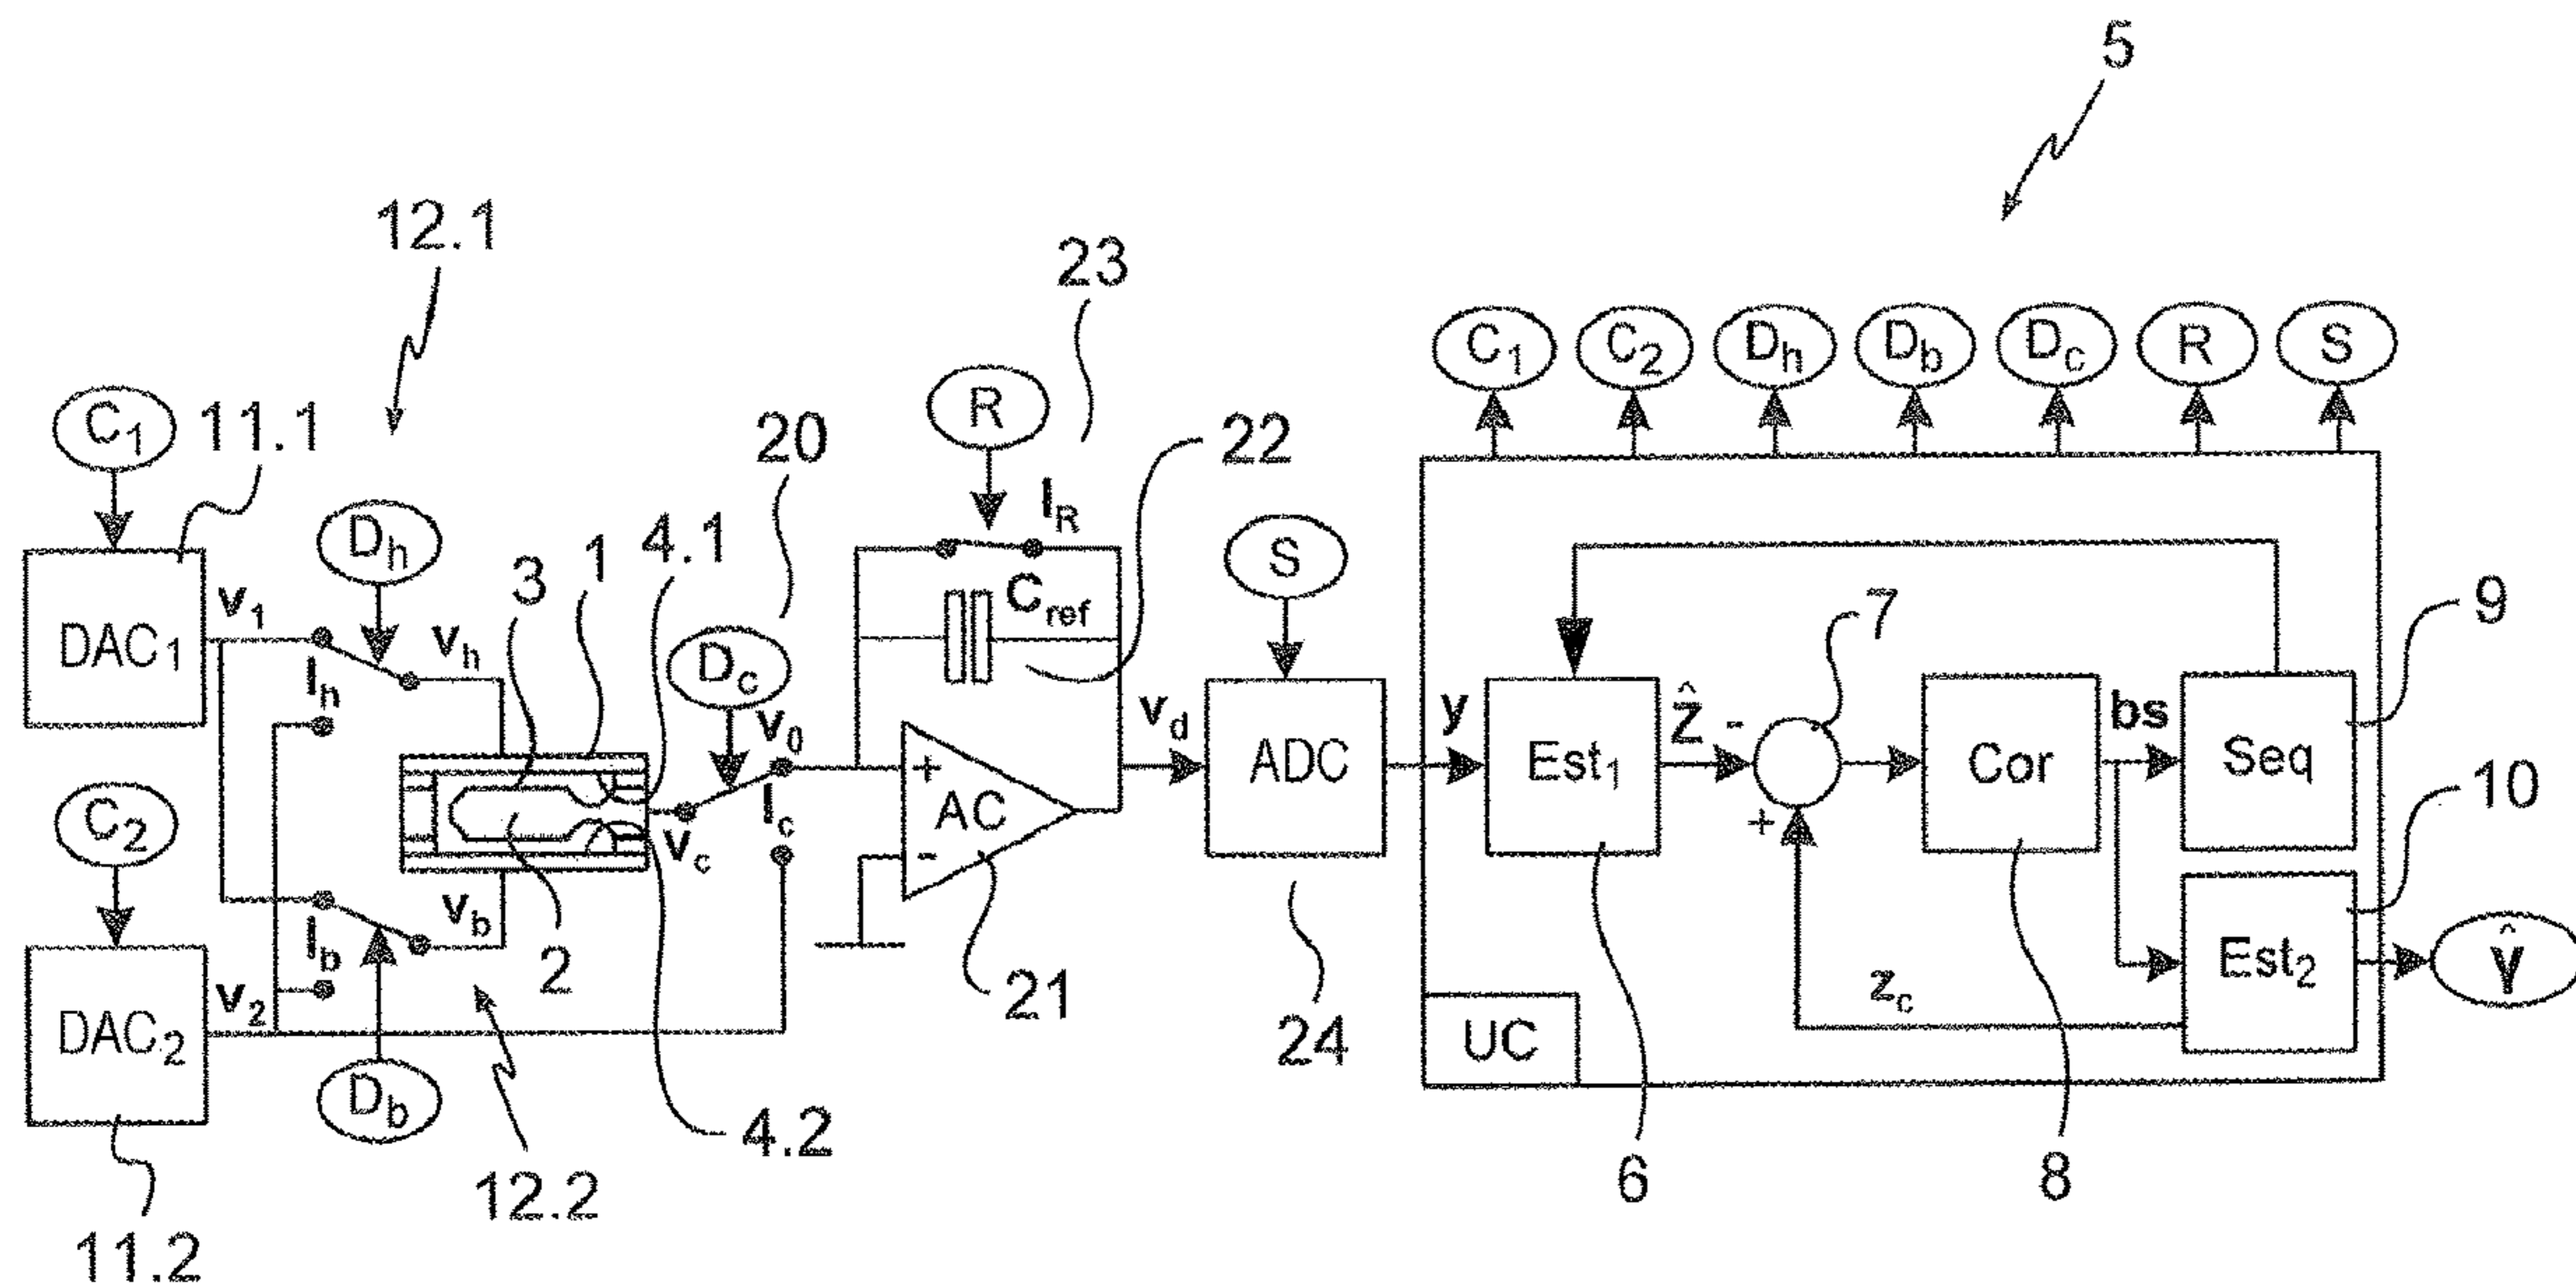 5
12.1
23
C1 C2 Dh Db Dc R S
C1
11.1
20
R
22
IR
Dh
3
1
4.1
S
Cref
7
9
DAC1
v1
vh
Ih
Dc
v0
vd
ADC
y
Est1
ẑ
-
+
Cor
bs
Seq
10
C2
vc
Ic
+
AC
-
Ib
vb
2
21
24
UC
zc
Est2
ŷ
DAC2
v2
Db
12.2
4.2
6
8
11.2